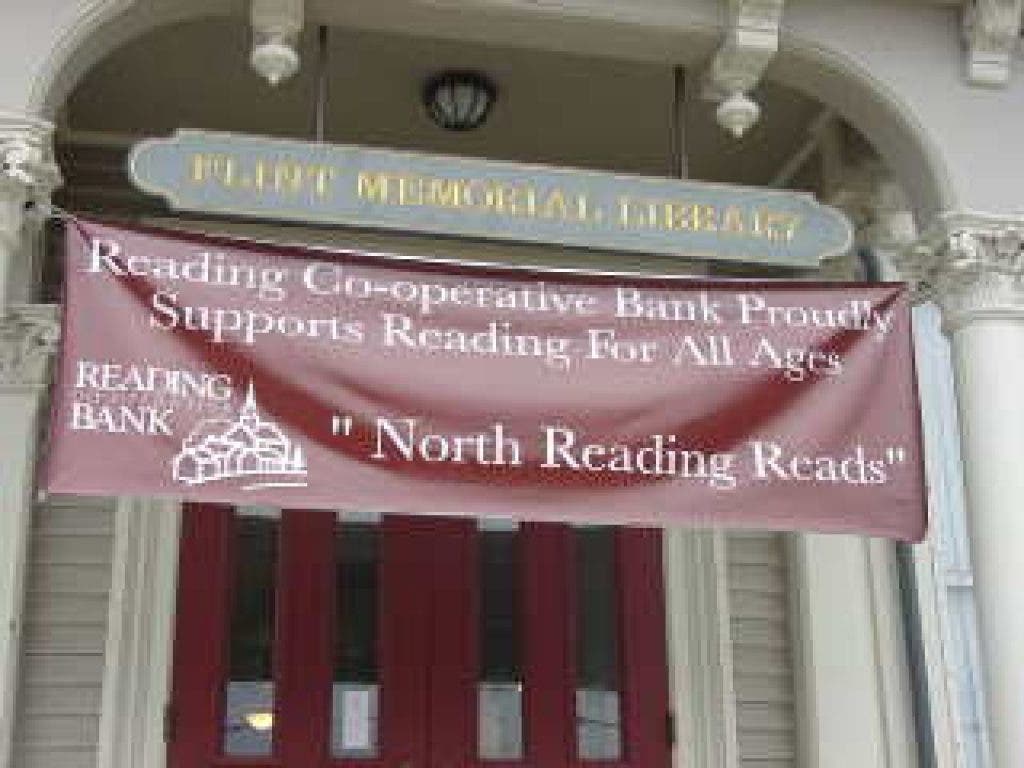 FLINT MEMORIAL LIBRARY
Reading Co-operative Bank Proudly
Supports Reading For All Ages
READING
BANK
" North Reading Reads"